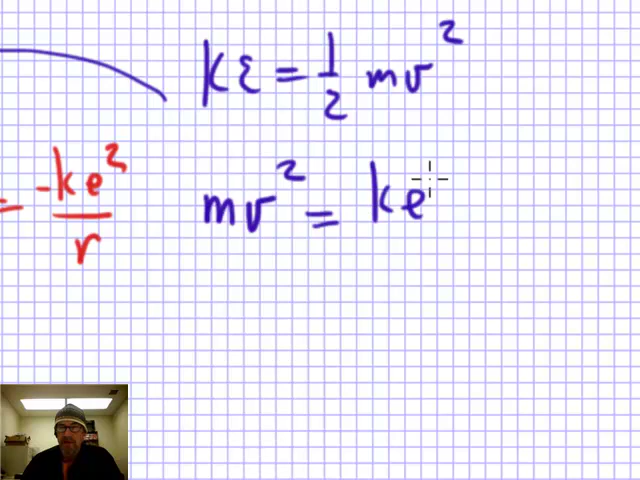 KE = 1/2 mv²
= -ke²/r
mv² = ke